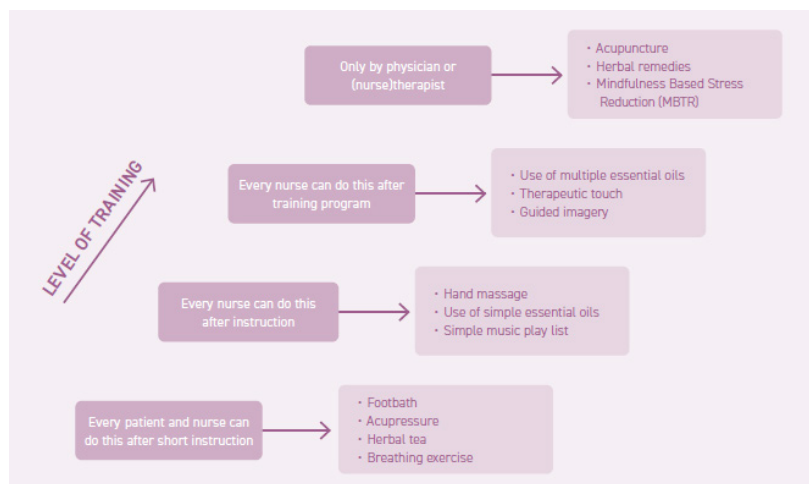 Only by physician or
(nurse)therapist
· Acupuncture
· Herbal remedies
· Mindfulness Based Stress
Reduction (MBTR)
LEVEL OF TRAINING
Every nurse can do this after
training program
· Use of multiple essential oils
· Therapeutic touch
· Guided imagery
Every nurse can do this
after instruction
· Hand massage
· Use of simple essential oils
· Simple music play list
Every patient and nurse can
do this after short instruction
· Footbath
· Acupressure
· Herbal tea
· Breathing exercise